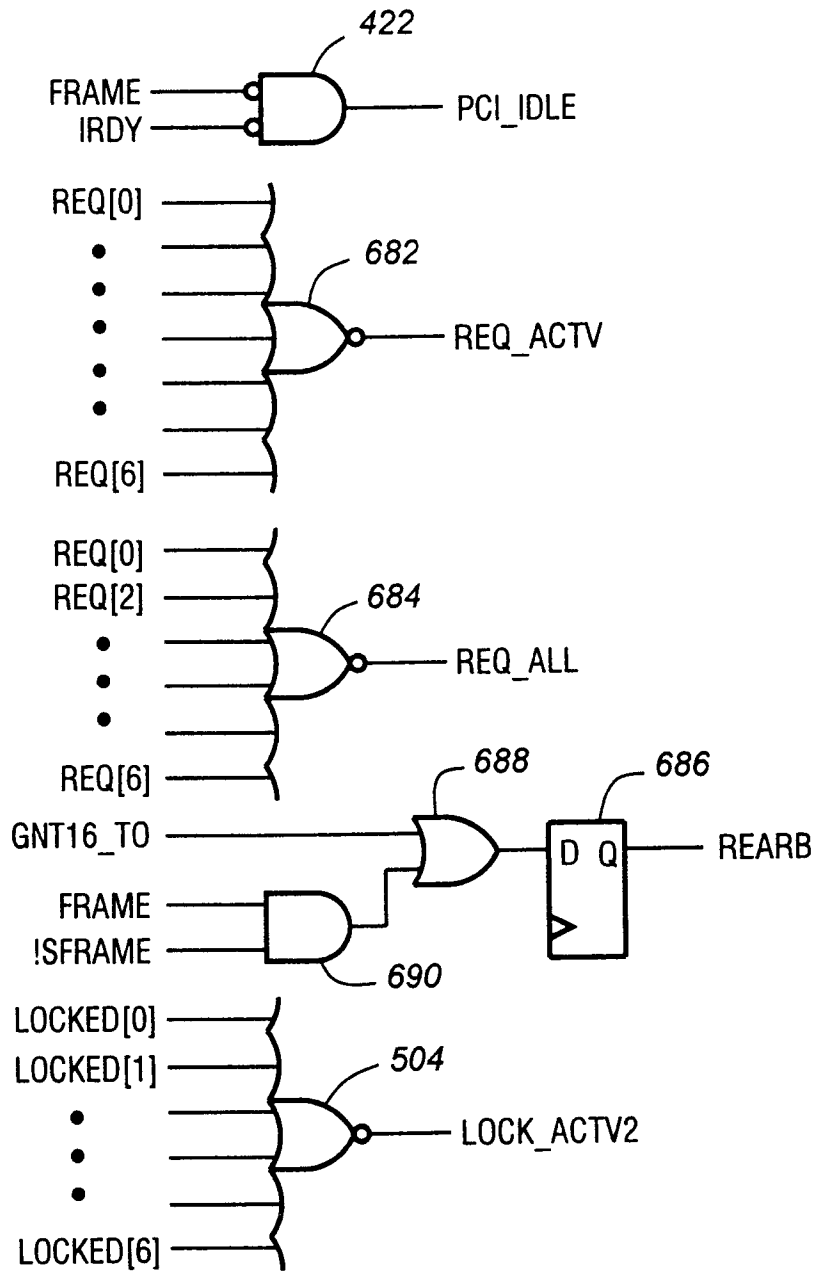 422
FRAME
IRDY
PCI_IDLE
REQ[0]
682
REQ_ACTV
REQ[6]
REQ[0]
REQ[2]
684
REQ_ALL
REQ[6]
688
686
GNT16_TO
D Q
REARB
FRAME
!SFRAME
690
LOCKED[0]
LOCKED[1]
504
LOCK_ACTV2
LOCKED[6]